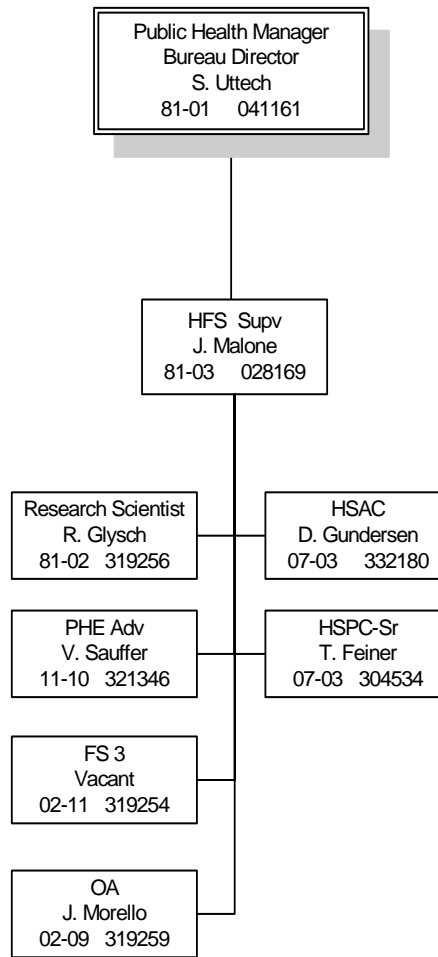 Public Health Manager
Bureau Director
S. Uttech
81-01 041161
HFS Supv
J. Malone
81-03 028169
Research Scientist
R. Glysch
81-02 319256
HSAC
D. Gundersen
07-03 332180
PHE Adv
V. Sauffer
11-10 321346
HSPC-Sr
T. Feiner
07-03 304534
FS 3
Vacant
02-11 319254
OA
J. Morello
02-09 319259